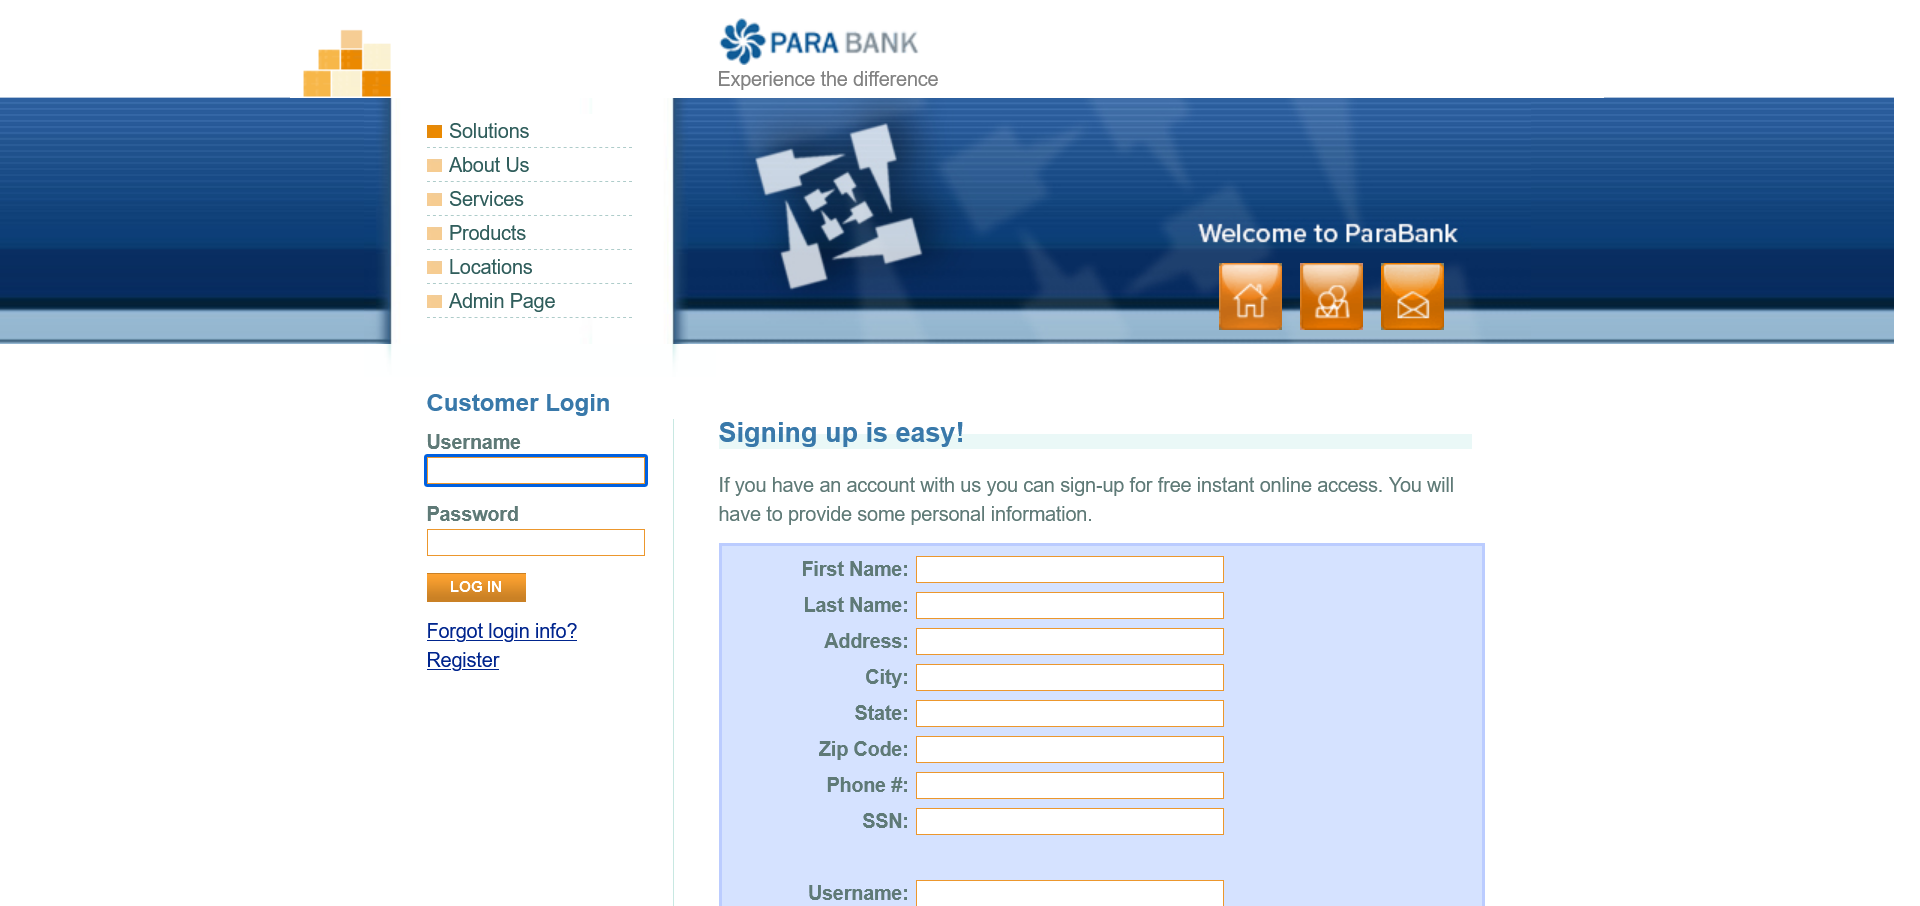 PARA BANK
Experience the difference
Solutions
About Us
Services
Products
Locations
Admin Page
Welcome to ParaBank
Customer Login
Username
Password
LOG IN
Forgot login info?
Register
Signing up is easy!
If you have an account with us you can sign-up for free instant online access. You will
have to provide some personal information.
First Name:
Last Name:
Address:
City:
State:
Zip Code:
Phone #:
SSN:
Username: